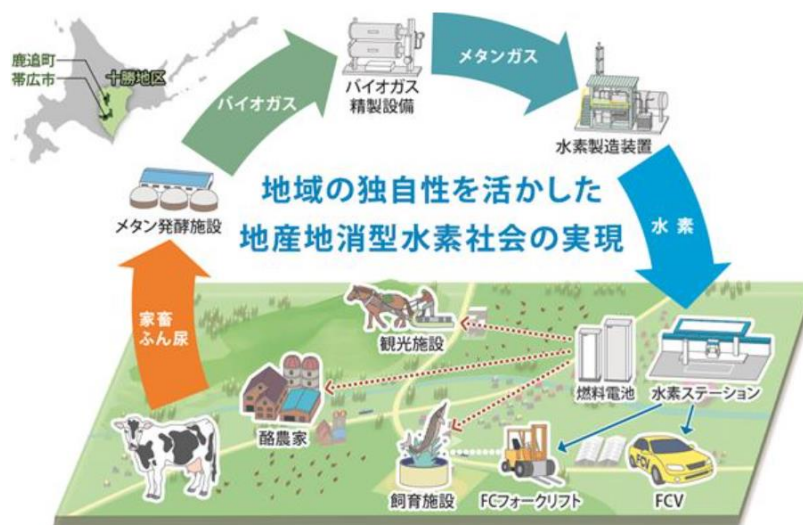 鹿追町
帯広市
十勝地区
バイオガス
バイオガス
精製設備
メタンガス
水素製造装置
メタン発酵施設
地域の独自性を活かした
地産地消型水素社会の実現
水素
家畜
ふん尿
観光施設
燃料電池
水素ステーション
酪農家
飼育施設
FCフォークリフト
FCV
FCV